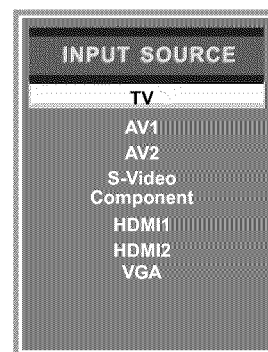 INPUT SOURCE
TV
AV1
AV2
S-Video
Component
HDMI1
HDMI2
VGA